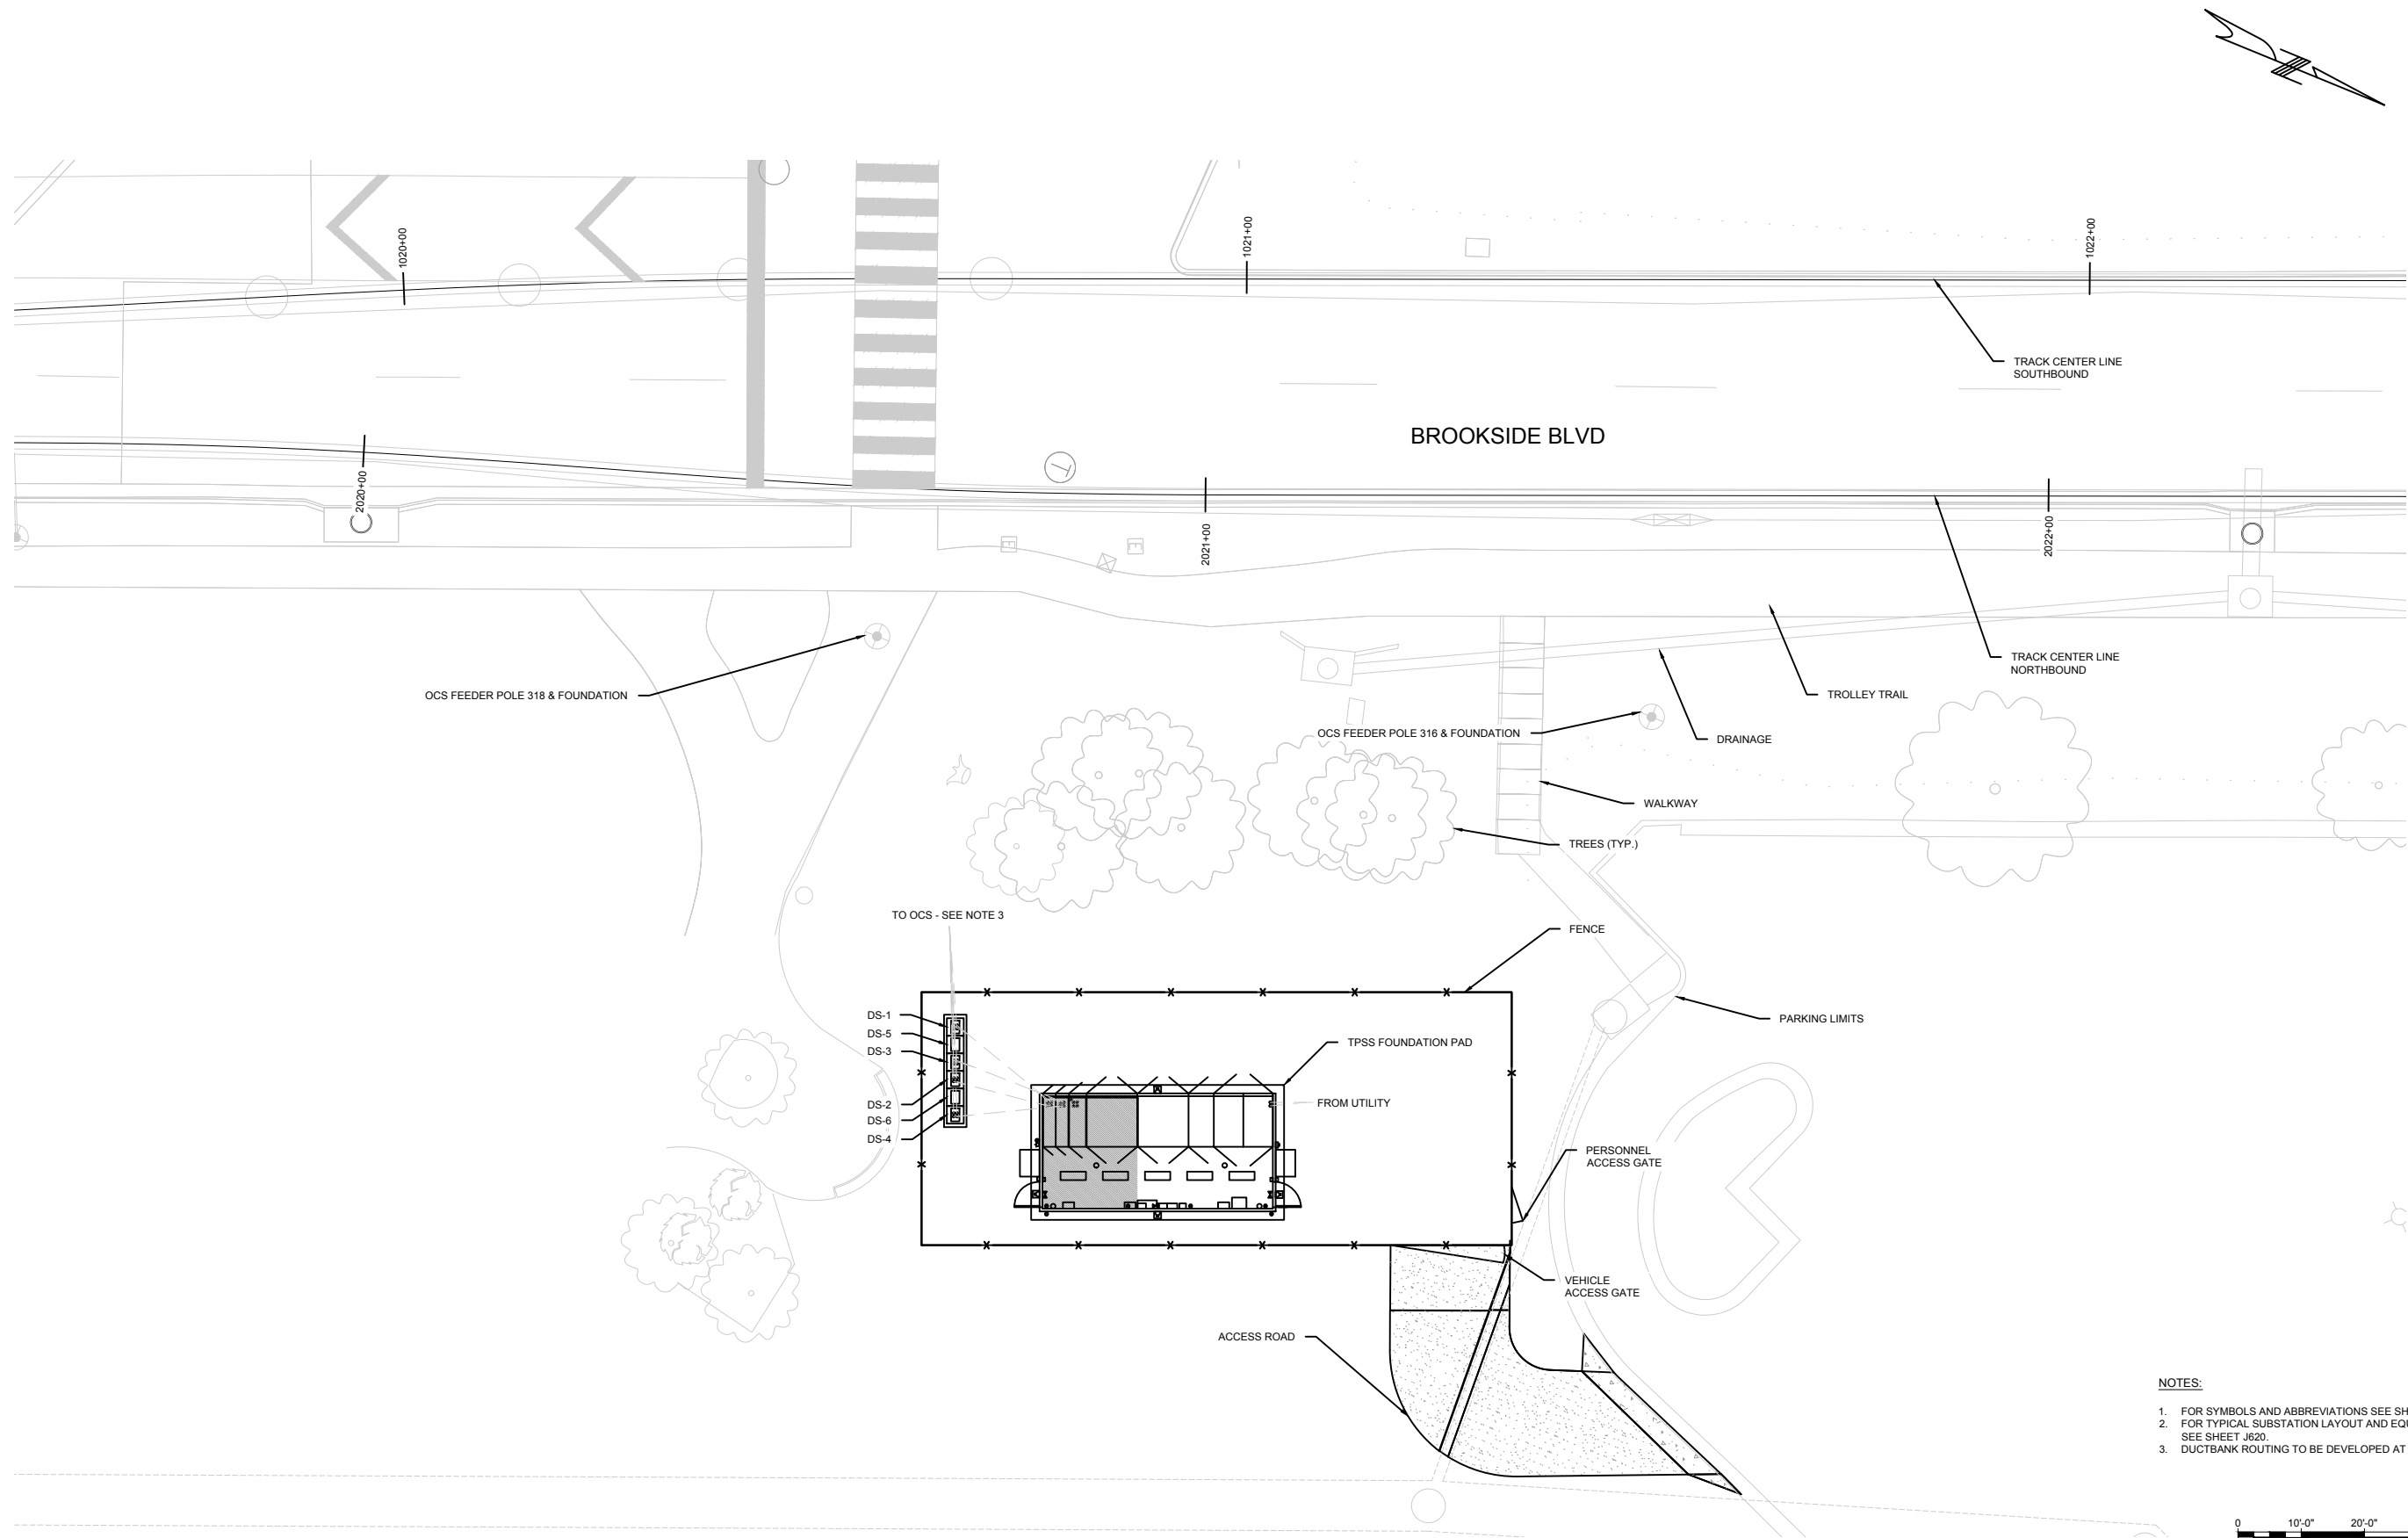 1020+00
1021+00
1022+00
TRACK CENTER LINE
SOUTHBOUND
BROOKSIDE BLVD
2020+00
2021+00
2022+00
TRACK CENTER LINE
NORTHBOUND
OCS FEEDER POLE 318 & FOUNDATION
TROLLEY TRAIL
OCS FEEDER POLE 316 & FOUNDATION
DRAINAGE
WALKWAY
TREES (TYP.)
TO OCS - SEE NOTE 3
FENCE
DS-1
DS-5
DS-3
DS-2
DS-6
DS-4
PARKING LIMITS
TPSS FOUNDATION PAD
FROM UTILITY
PERSONNEL
ACCESS GATE
VEHICLE
ACCESS GATE
ACCESS ROAD
NOTES:
1. FOR SYMBOLS AND ABBREVIATIONS SEE
2. FOR TYPICAL SUBSTATION LAYOUT AND
SEE SHEET J620.
3. DUCTBANK ROUTING TO BE DEVELOPED AT
0 10'-0" 20'-0"